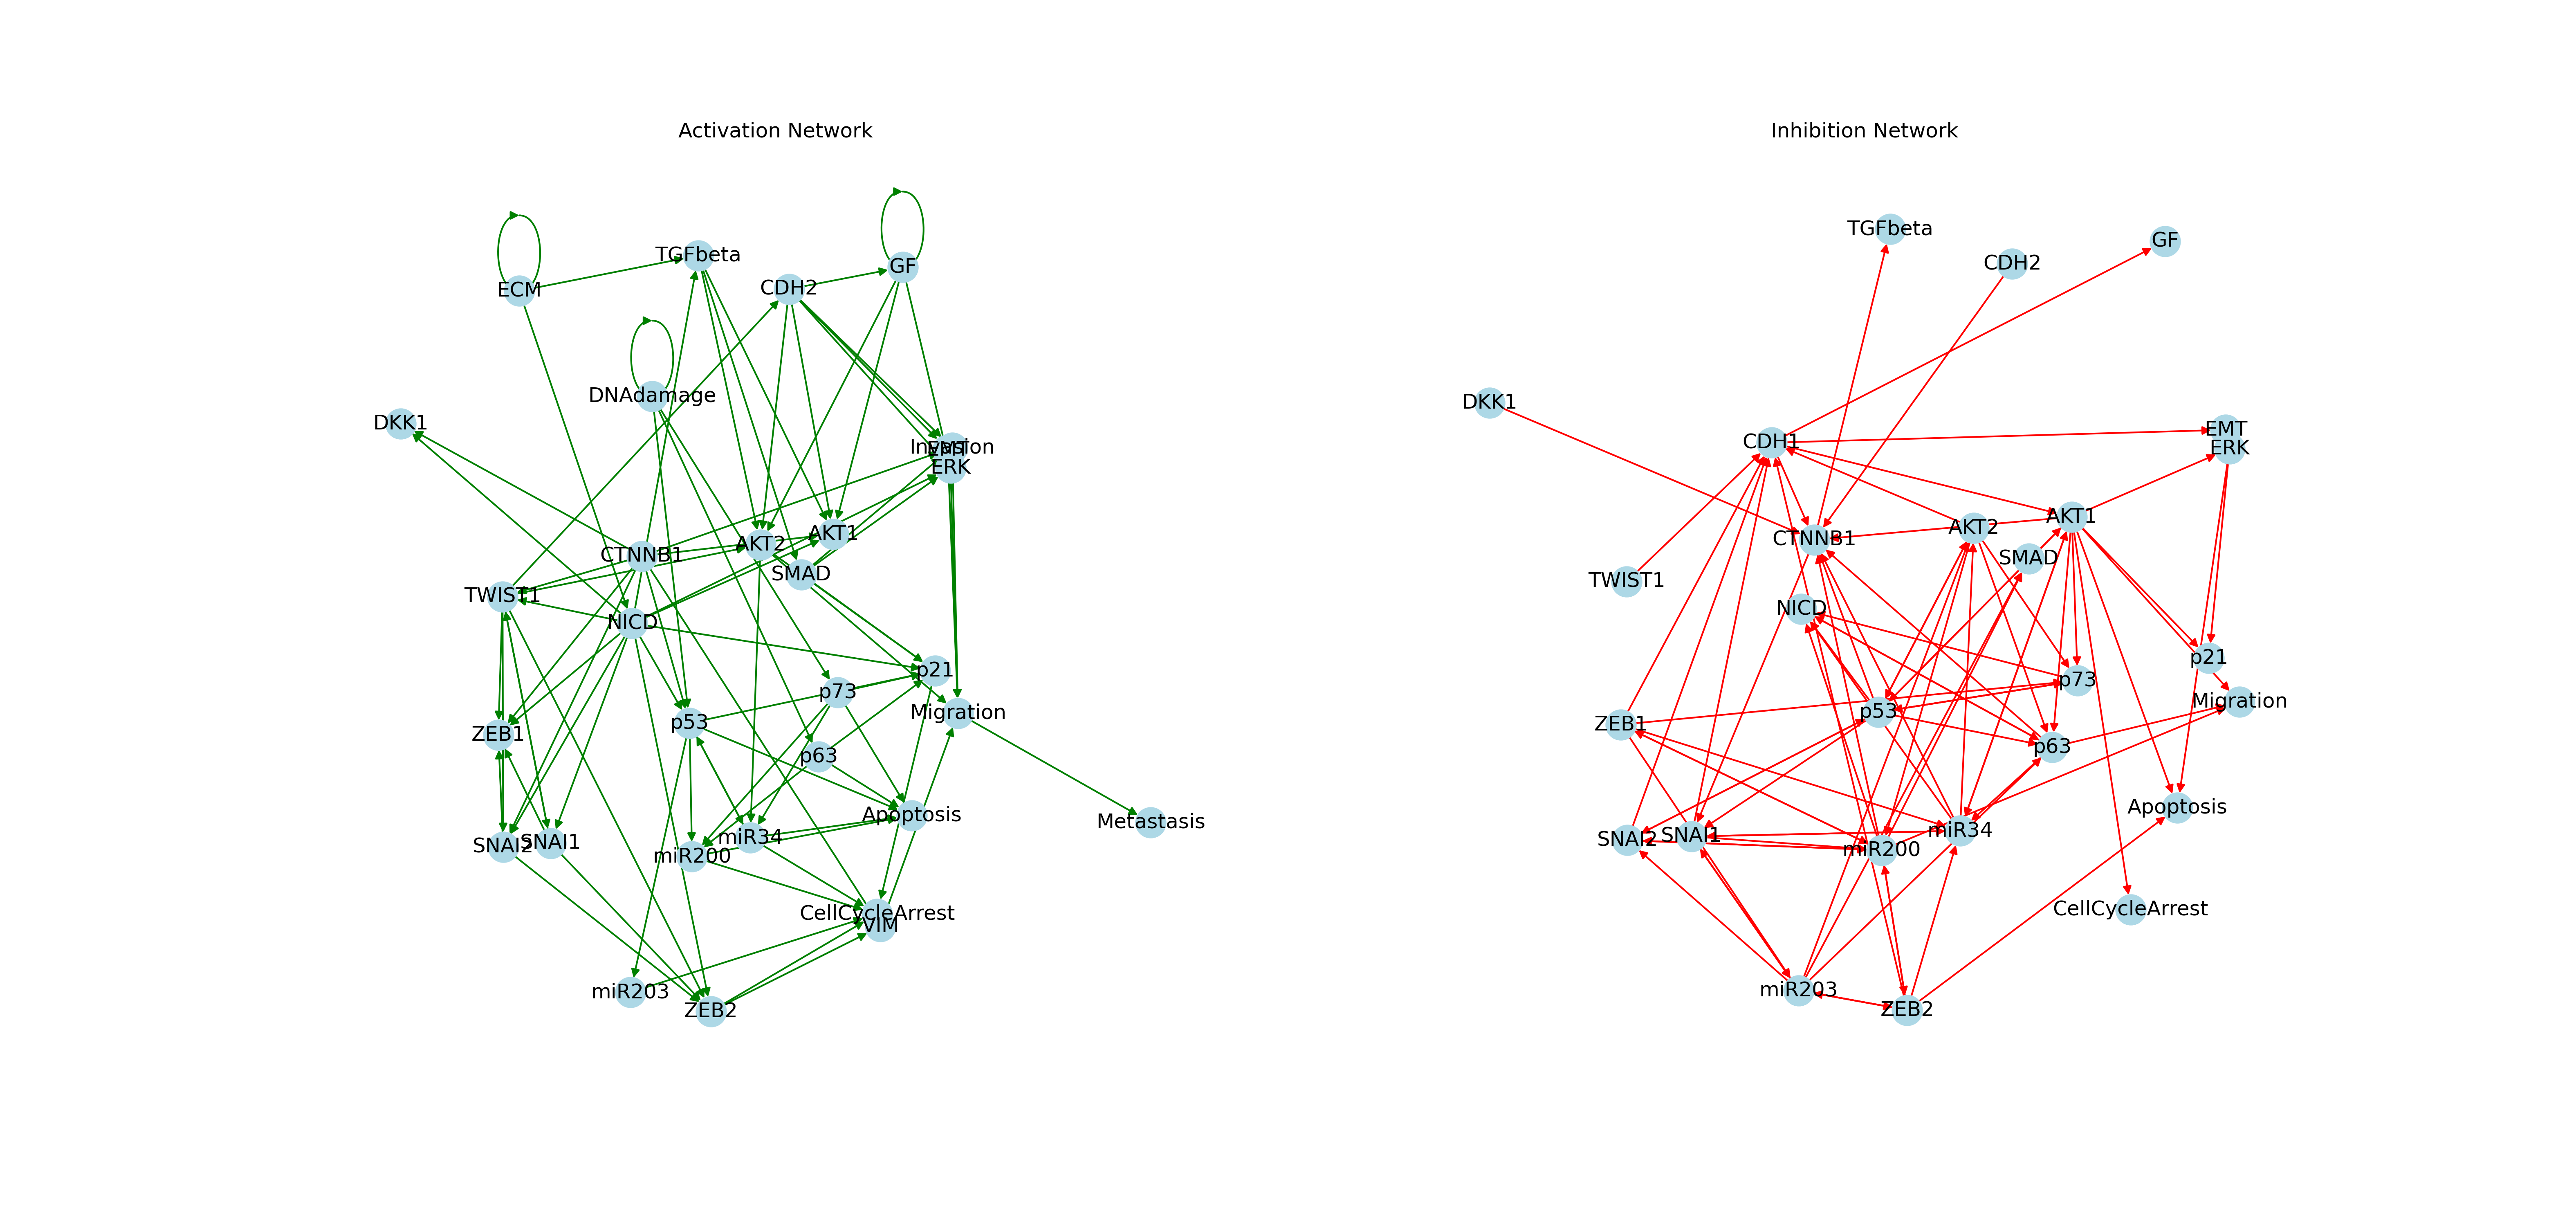 Activation Network
ECM
TGFbeta
CDH2
GF
DNAdamage
DKK1
Invasion
EMT
ERK
CTNNB1
AKT2
AKT1
SMAD
TWIST1
NICD
ZEB1
p53
p73
p21
Migration
p63
SNAI2
SNAI1
miR200
miR34
Apoptosis
Metastasis
CellCycleArrest
VIM
miR203
ZEB2
Inhibition Network
TGFbeta
GF
CDH2
DKK1
CDH1
EMT
ERK
CTNNB1
AKT2
AKT1
SMAD
TWIST1
NICD
p21
p73
Migration
ZEB1
p53
p63
Apoptosis
SNAI2
SNAI1
miR200
miR34
CellCycleArrest
miR203
ZEB2